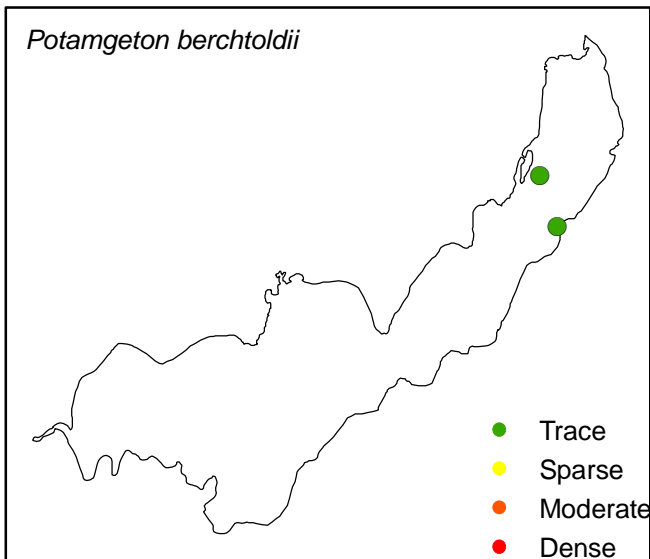 Potamgeton berchtoldii
Trace
Sparse
Moderate
Dense